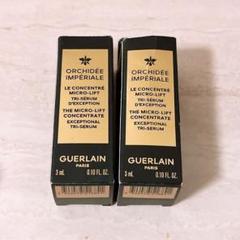 ORCHIDÉE
IMPÉRIALE
LE CONCENTRÉ
MICRO-LIFT
TRI-SÉRUM
D'EXCEPTION
THE MICRO-LIFT
CONCENTRATE
EXCEPTIONAL
TRI-SERUM
GUERLAIN
PARIS
3 ml 0.10 FL. OZ.
ORCHIDÉE
IMPÉRIALE
LE CONCENTRÉ
MICRO-LIFT
TRI-SÉRUM
D'EXCEPTION
THE MICRO-LIFT
CONCENTRATE
EXCEPTIONAL
TRI-SERUM
GUERLAIN
PARIS
3 ml 0.10 FL. OZ.